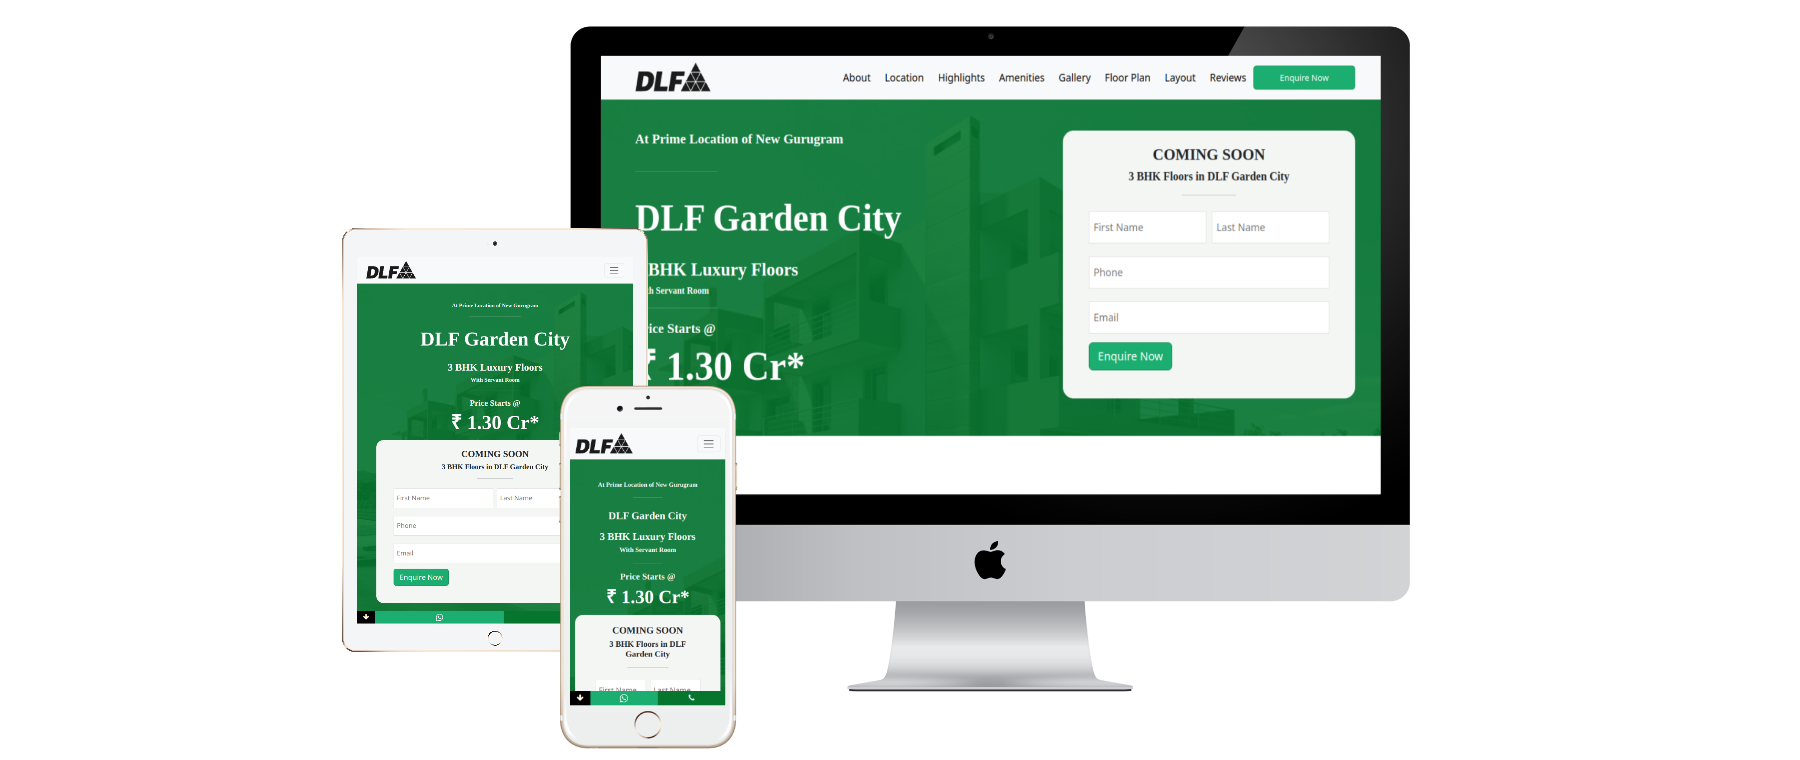 DLF
About Location Highlights Amenities Gallery Floor Plan Layout Reviews Enquire Now
At Prime Location of New Gurugram
DLF Garden City
BHK Luxury Floors
With Servant Room
Price Starts @
₹ 1.30 Cr*
COMING SOON
3 BHK Floors in DLF Garden City
First Name Last Name
Phone
Email
Enquire Now
DLF
At Prime Location of New Gurugram
DLF Garden City
3 BHK Luxury Floors
With Servant Room
Price Starts @
₹ 1.30 Cr*
COMING SOON
3 BHK Floors in DLF Garden City
First Name Last Name
Phone
Email
Enquire Now
DLF
At Prime Location of New Gurugram
DLF Garden City
3 BHK Luxury Floors
With Servant Room
Price Starts @
₹ 1.30 Cr*
COMING SOON
3 BHK Floors in DLF
Garden City
First Name Last Name